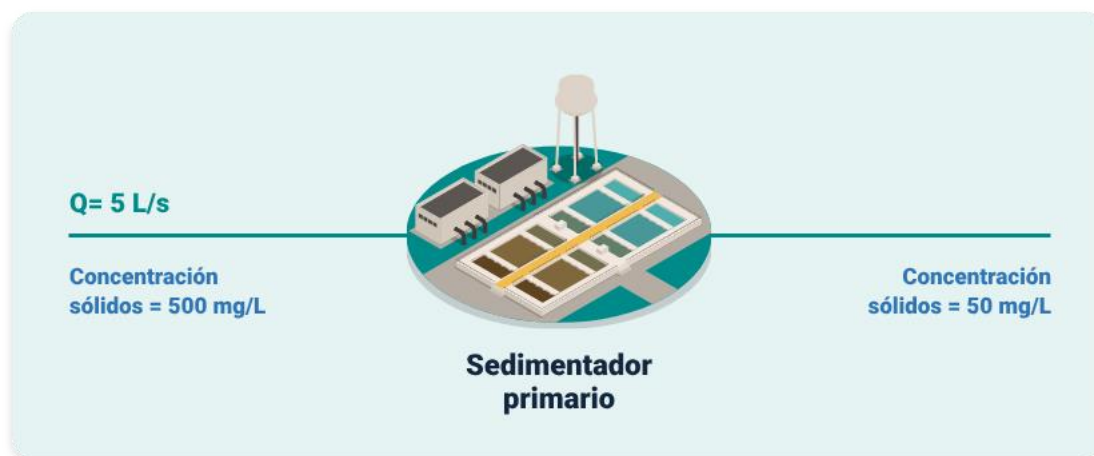 Q= 5 L/s
Concentración
sólidos = 500 mg/L
Concentración
sólidos = 50 mg/L
Sedimentador
primario